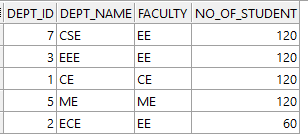 DEPT_ID DEPT_NAME FACULTY NO_OF_STUDENT
7 CSE EE 120
3 EEE EE 120
1 CE CE 120
5 ME ME 120
2 ECE EE 60